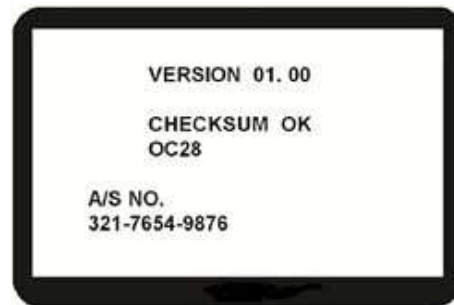 VERSION 01. 00
CHECKSUM OK
OC28
A/S NO.
321-7654-9876